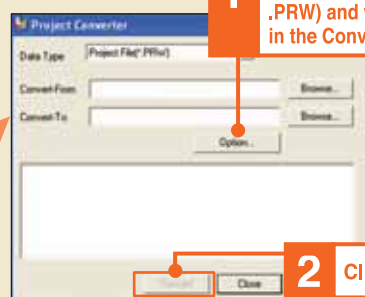 .PRW) and
in the Conv
Project Converter
Data Type Project File(*.PRW)
Convert From Browse...
Convert To Browse...
Option...
Close
2 Cl